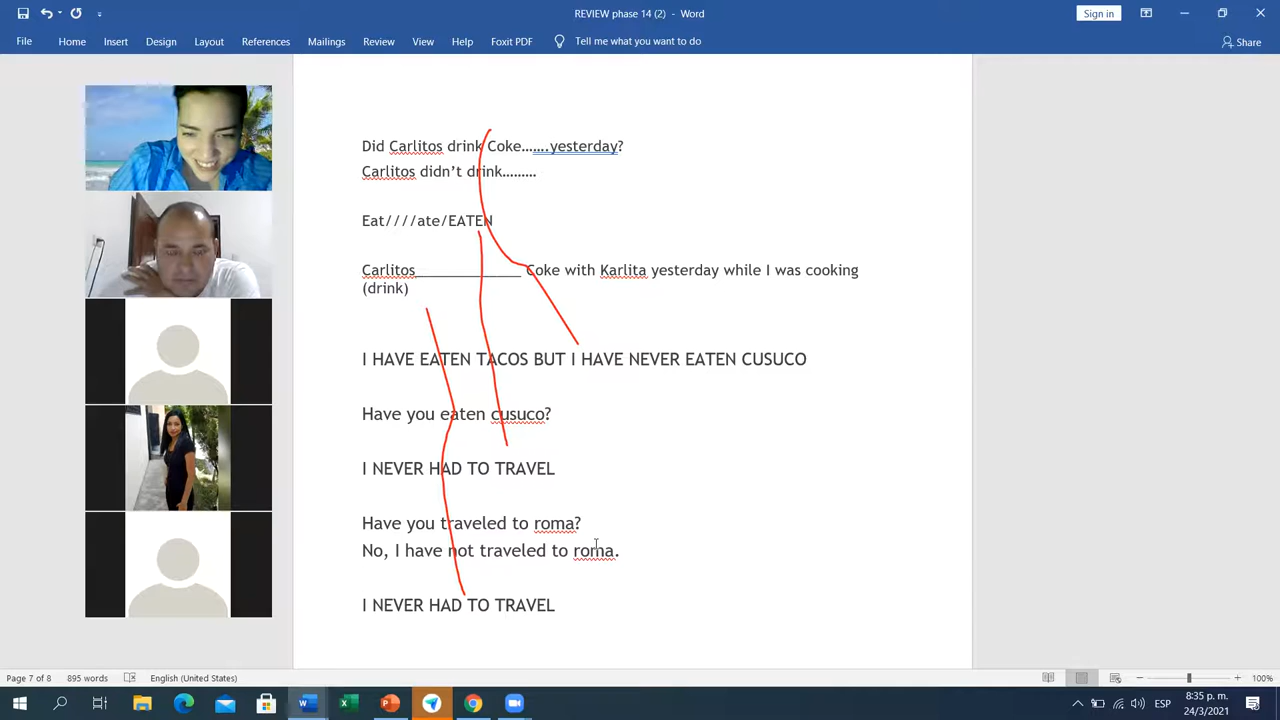 REVIEW phase 14 (2) - Word
Sign in
File Home Insert Design Layout References Mailings Review View Help Foxit PDF Tell me what you want to do Share
Did Carlitos drink Coke…….yesterday?
Carlitos didn’t drink………
Eat////ate/EATEN
Carlitos_____________ Coke with Karlita yesterday while I was cooking
(drink)
I HAVE EATEN TACOS BUT I HAVE NEVER EATEN CUSUCO
Have you eaten cusuco?
I NEVER HAD TO TRAVEL
Have you traveled to roma?
No, I have not traveled to roma.
I NEVER HAD TO TRAVEL
Page 7 of 8 895 words English (United States) 100%
ESP 8:35 p. m.
24/3/2021